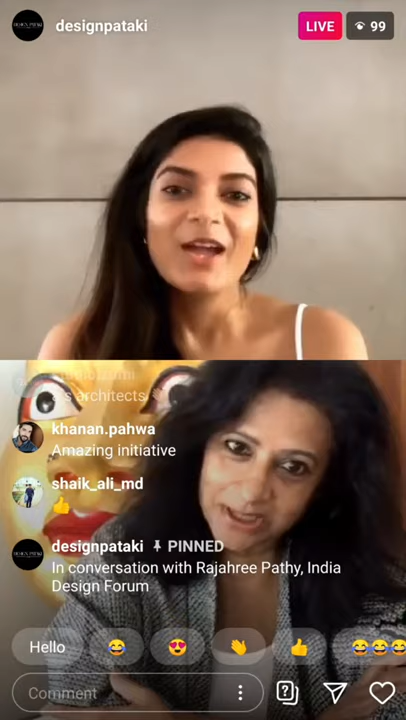 designpataki
LIVE
99
s architects
khanan.pahwa
Amazing initiative
shaik_ali_md
designpataki PINNED
In conversation with Rajahree Pathy, India
Design Forum
Hello
Comment